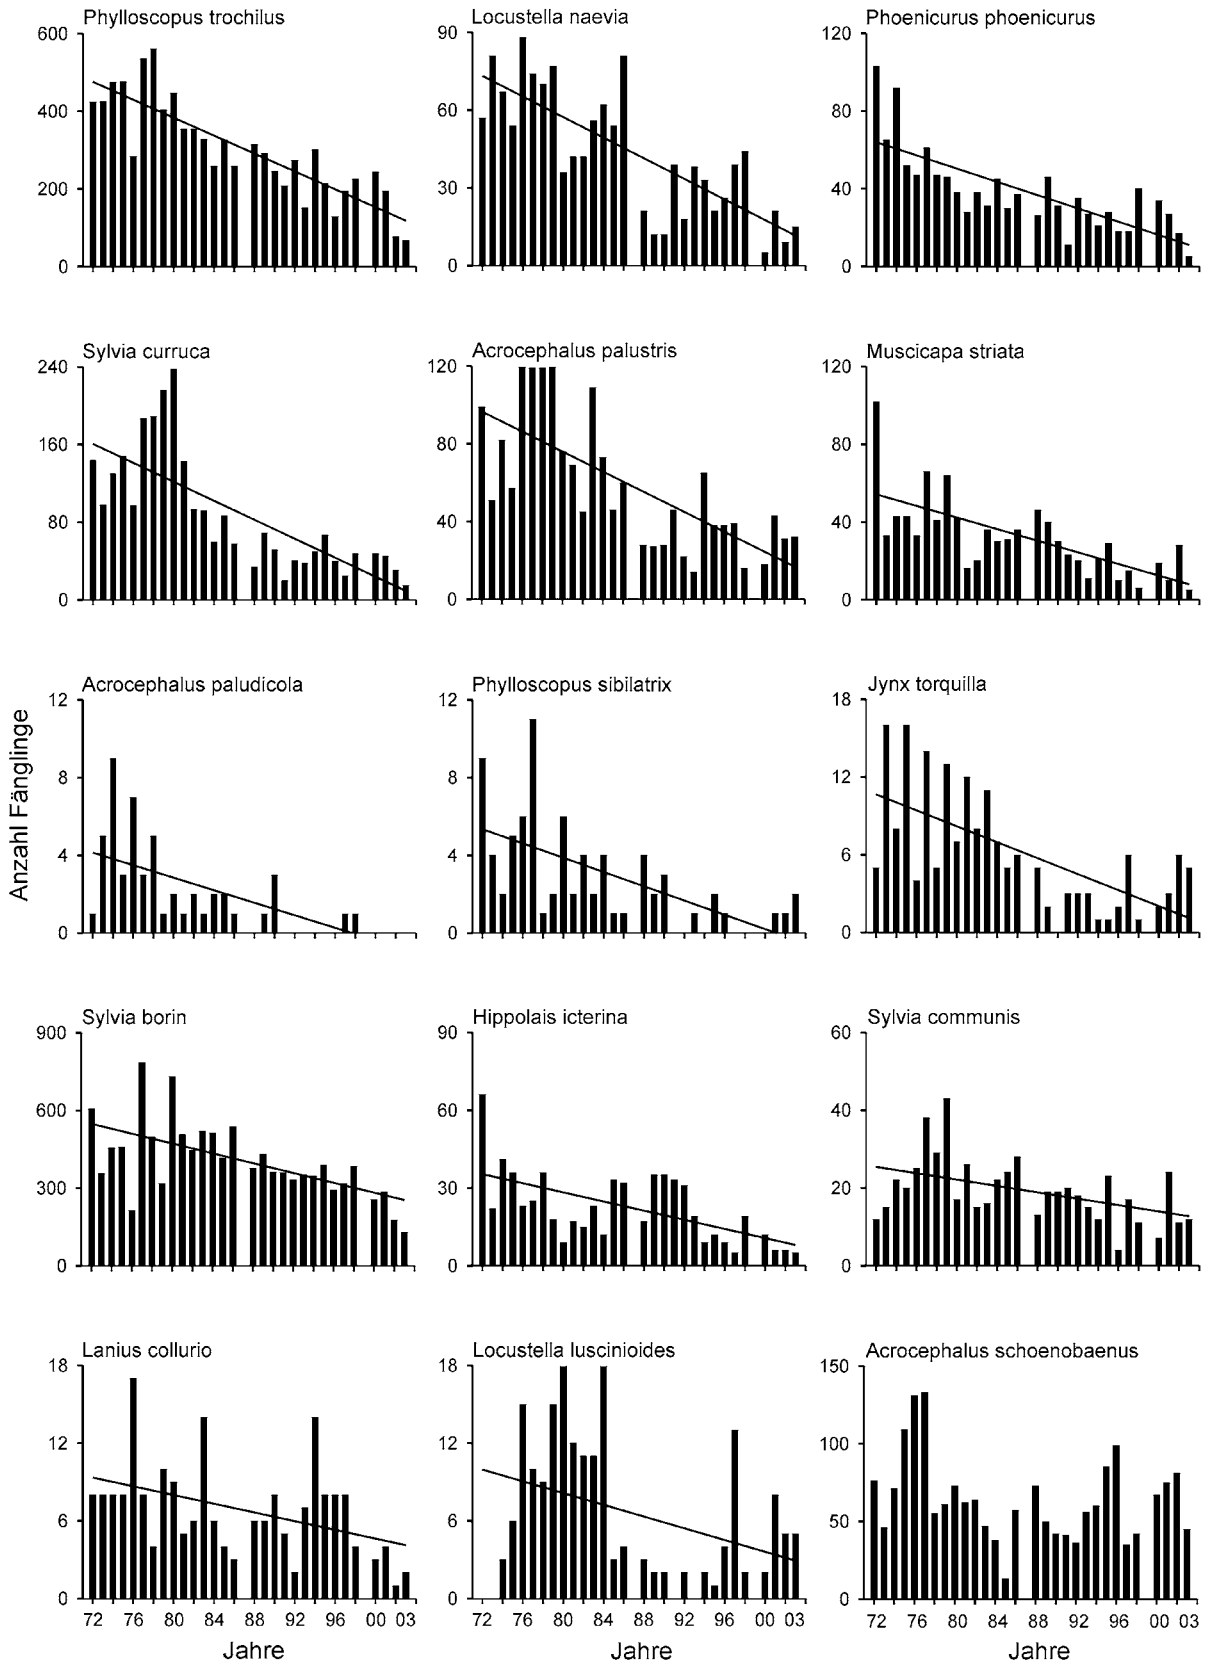 Phylloscopus trochilus
600
400
200
0
Locustella naevia
90
60
30
0
Phoenicurus phoenicurus
120
80
40
0
Sylvia curruca
240
160
80
0
Acrocephalus palustris
120
80
40
0
Muscicapa striata
120
80
40
0
Anzahl Fänglinge
Acrocephalus paludicola
12
8
4
0
Phylloscopus sibilatrix
12
8
4
0
Jynx torquilla
18
12
6
0
Sylvia borin
900
600
300
0
Hippolais icterina
90
60
30
0
Sylvia communis
60
40
20
0
Lanius collurio
18
12
6
0
72 76 80 84 88 92 96 00 03
Jahre
Locustella luscinioides
18
12
6
0
72 76 80 84 88 92 96 00 03
Jahre
Acrocephalus schoenobaenus
150
100
50
0
72 76 80 84 88 92 96 00 03
Jahre